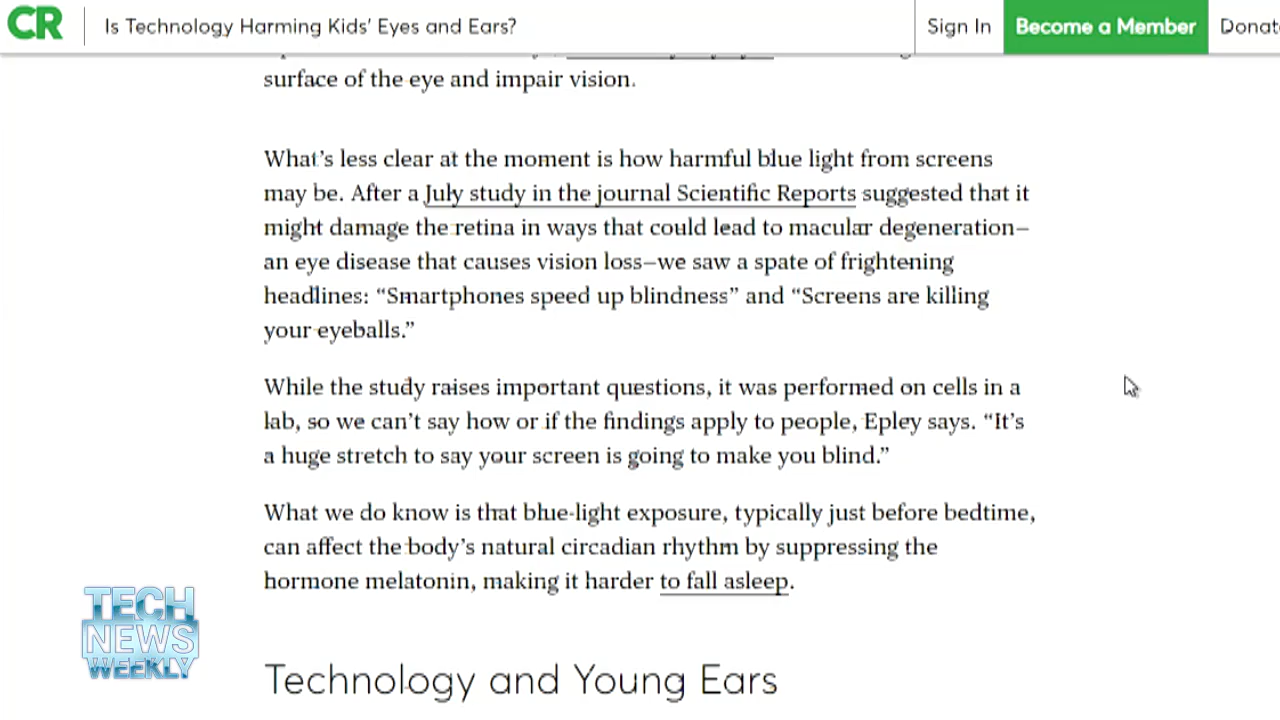 CR
Is Technology Harming Kids' Eyes and Ears?
Sign In
Become a Member
Donat
surface of the eye and impair vision.
What's less clear at the moment is how harmful blue light from screens
may be. After a July study in the journal Scientific Reports suggested that it
might damage the retina in ways that could lead to macular degeneration—
an eye disease that causes vision loss—we saw a spate of frightening
headlines: “Smartphones speed up blindness” and “Screens are killing
your eyeballs.”
While the study raises important questions, it was performed on cells in a
lab, so we can't say how or if the findings apply to people, Epley says. “It's
a huge stretch to say your screen is going to make you blind.”
What we do know is that blue-light exposure, typically just before bedtime,
can affect the body's natural circadian rhythm by suppressing the
hormone melatonin, making it harder to fall asleep.
TECH
NEWS
WEEKLY
Technology and Young Ears